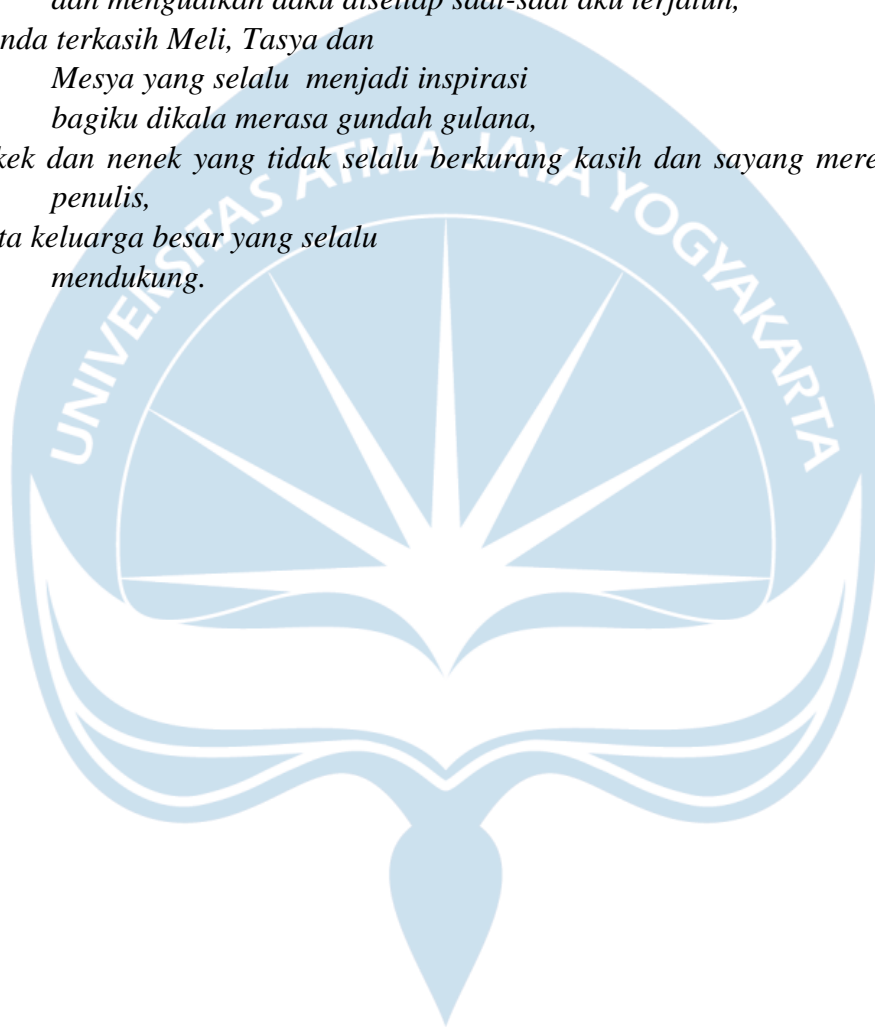 dan menguatkan daku disetiap saat-saat aku terjatuh,
nda terkasih Meli, Tasya dan
Mesya yang selalu menjadi inspirasi
bagiku dikala merasa gundah gulana,
kek dan nenek yang tidak selalu berkurang kasih dan sayang mere
penulis,
ta keluarga besar yang selalu
mendukung.
UNIVERSITAS ATMA JAYA YOGYAKARTA